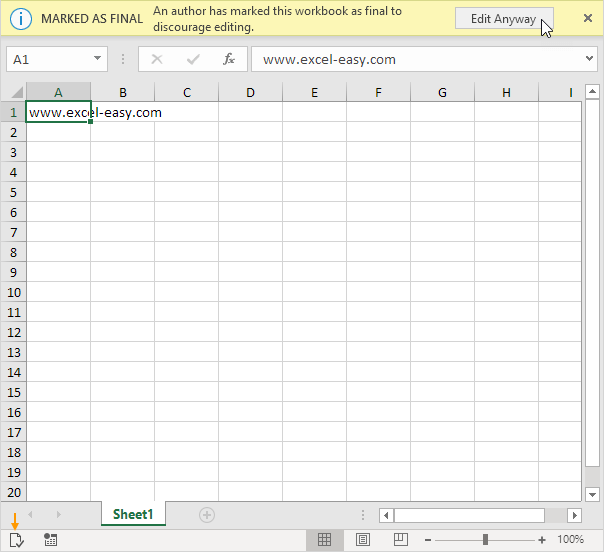 MARKED AS FINAL
An author has marked this workbook as final to
discourage editing.
Edit Anyway
A1
fx
www.excel-easy.com
A B C D E F G H I
1 www.excel-easy.com
2
3
4
5
6
7
8
9
10
11
12
13
14
15
16
17
18
19
20
Sheet1
100%